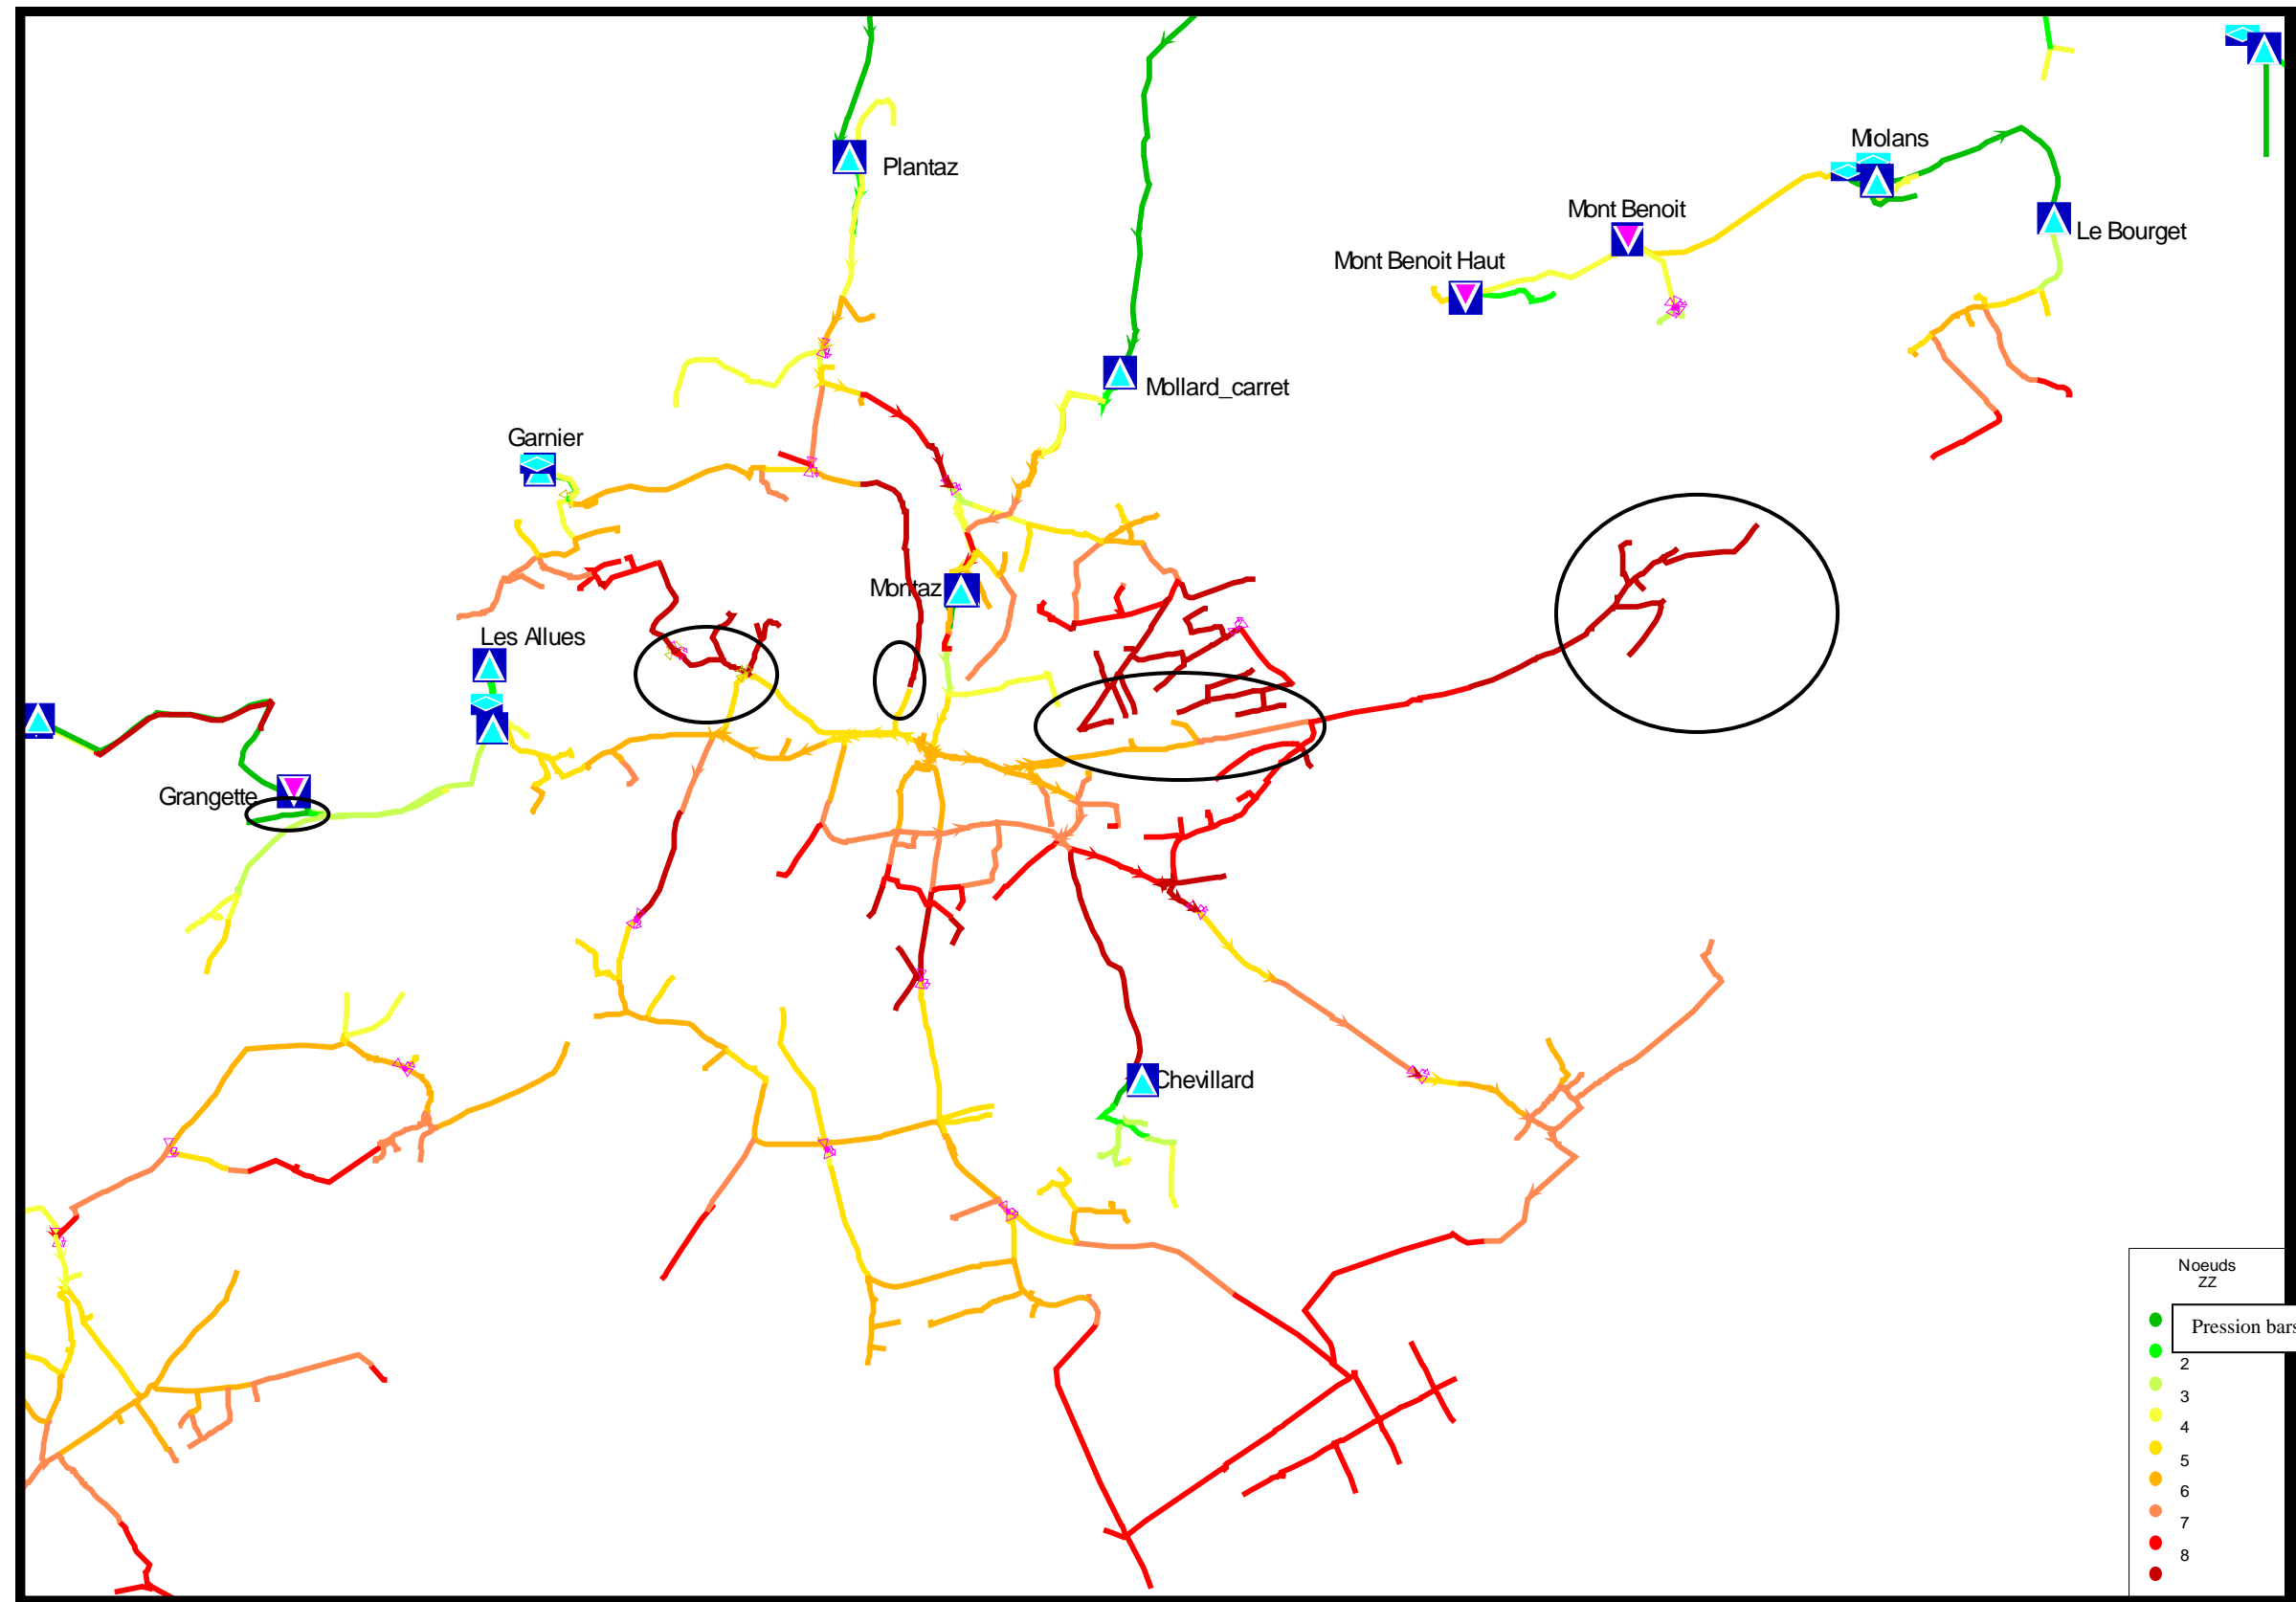 Plantaz
Miolans
Mont Benoit
Le Bourget
Mont Benoit Haut
Mollard_carret
Garnier
Montaz
Les Allues
Grangette
Chevillard
Noeuds
ZZ
Pression bars
2
3
4
5
6
7
8